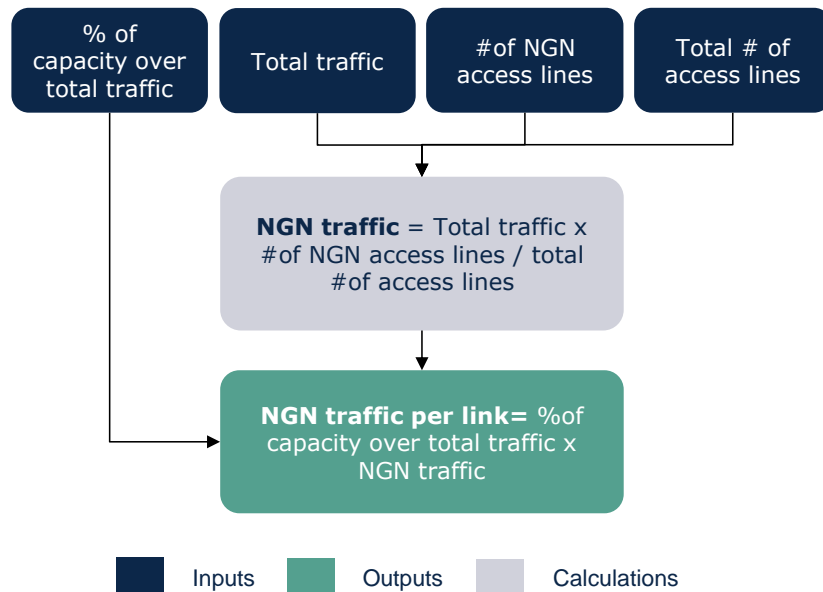 % of
capacity over
total traffic
Total traffic
#of NGN
access lines
Total # of
access lines
NGN traffic = Total traffic x
#of NGN access lines / total
#of access lines
NGN traffic per link= %of
capacity over total traffic x
NGN traffic
Inputs
Outputs
Calculations